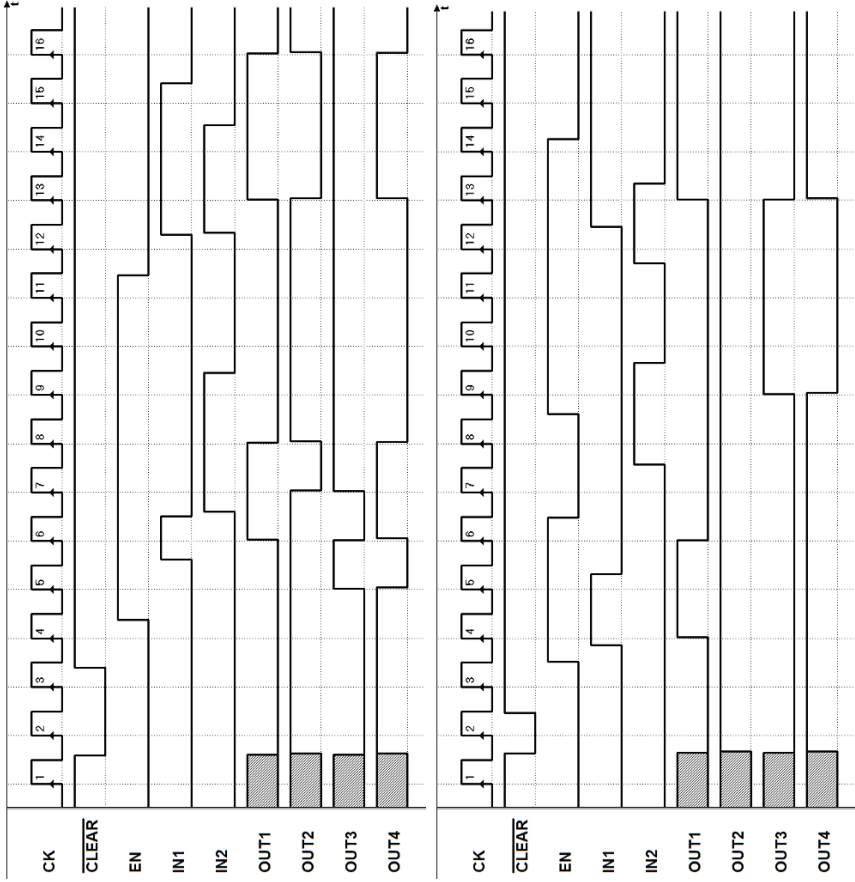 t
CK 1 2 3 4 5 6 7 8 9 10 11 12 13 14 15 16
CLEAR
EN
IN1
IN2
OUT1
OUT2
OUT3
OUT4
t
CK 1 2 3 4 5 6 7 8 9 10 11 12 13 14 15 16
CLEAR
EN
IN1
IN2
OUT1
OUT2
OUT3
OUT4